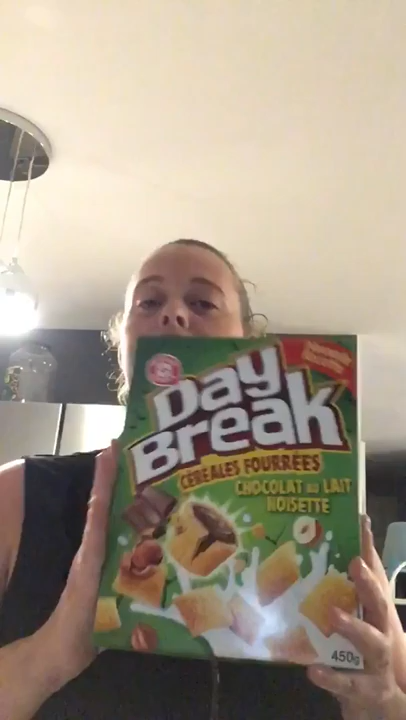 Day
Break
CÉRÉALES FOURRÉES
CHOCOLAT AU LAIT
NOISETTE
450g